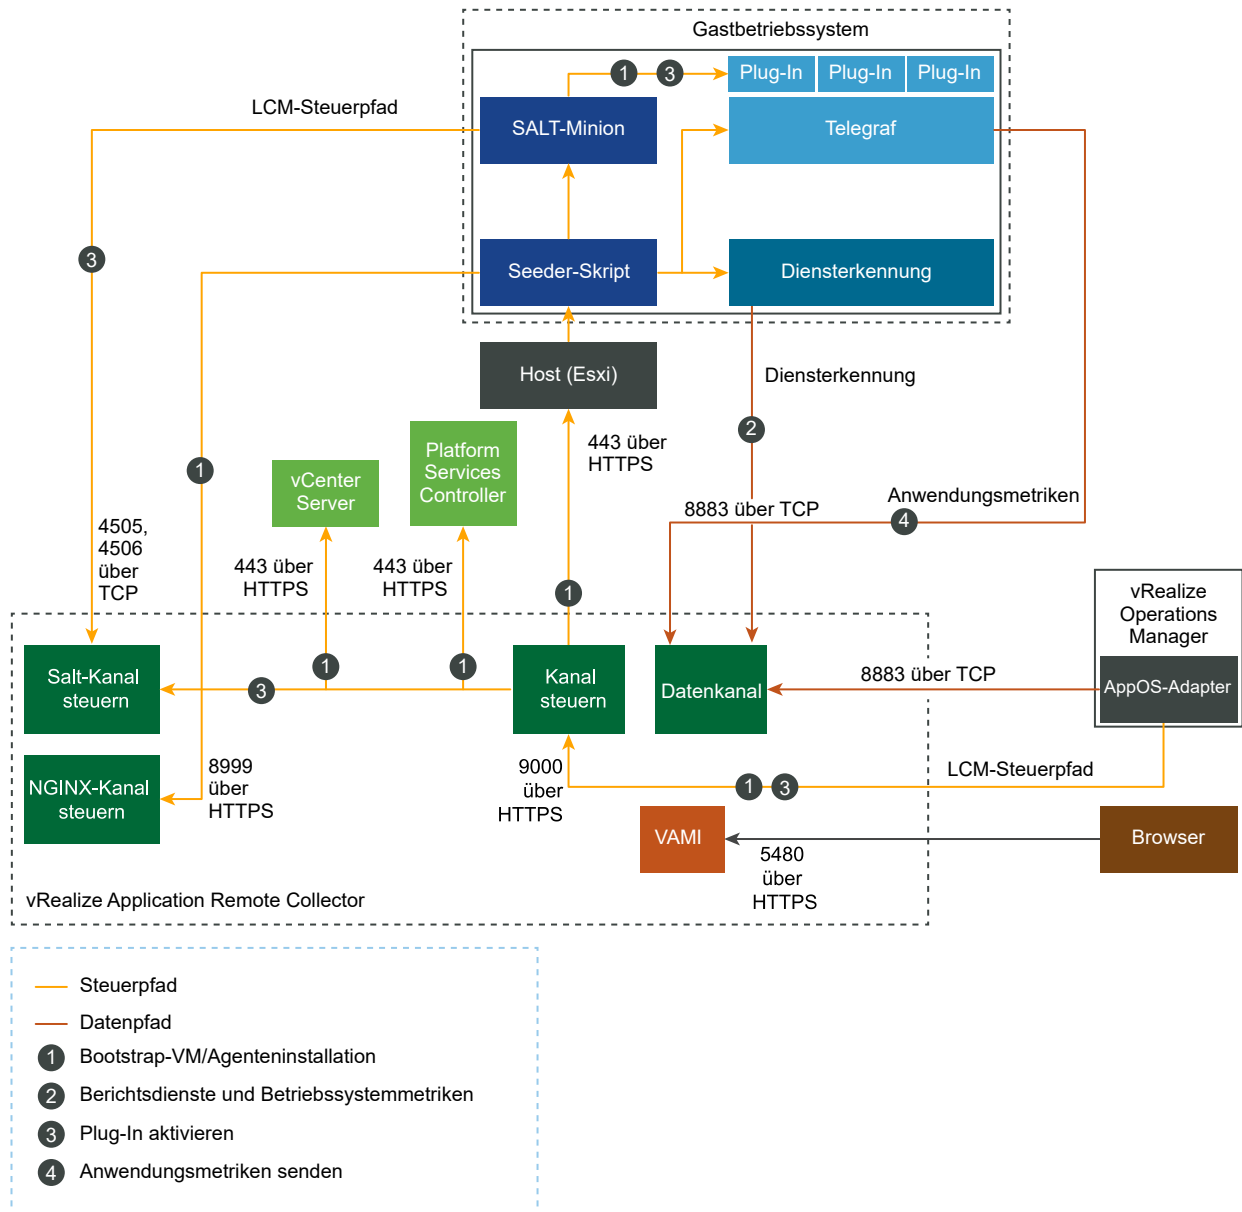 Gastbetriebssystem
1
3
Plug-In
Plug-In
Plug-In
LCM-Steuerpfad
SALT-Minion
Telegraf
3
Seeder-Skript
Diensterkennung
Host (Esxi)
Diensterkennung
2
1
443 über
HTTPS
Platform
Services
Controller
vCenter
Server
Anwendungsmetriken
8883 über TCP
4
4505,
4506
über
TCP
443 über
HTTPS
443 über
HTTPS
1
vRealize
Operations
Manager
Salt-Kanal
steuern
3
1
1
Kanal
steuern
Datenkanal
8883 über TCP
AppOS-Adapter
NGINX-Kanal
steuern
8999
über
HTTPS
9000
über
HTTPS
1
3
LCM-Steuerpfad
VAMI
5480
über
HTTPS
Browser
vRealize Application Remote Collector
Steuerpfad
Datenpfad
1 Bootstrap-VM/Agenteninstallation
2 Berichtsdienste und Betriebssystemmetriken
3 Plug-In aktivieren
4 Anwendungsmetriken senden